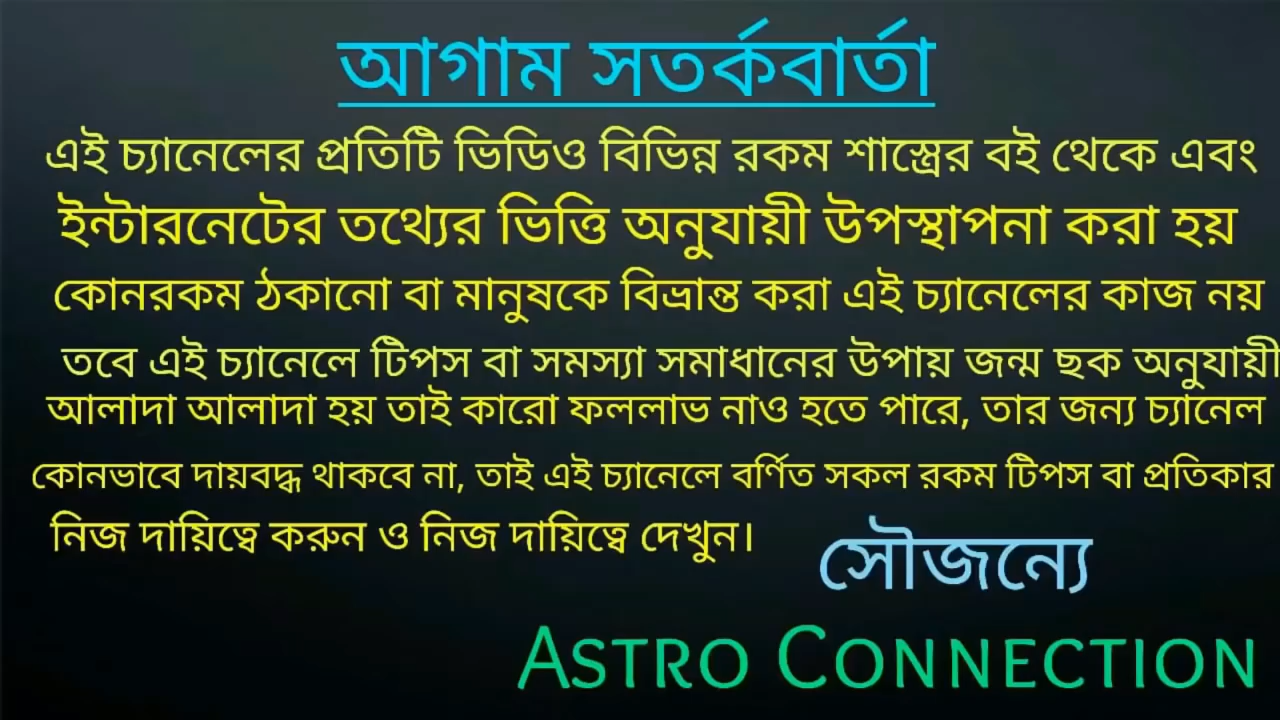 আগাম সতর্কবার্তা
এই চ্যানেলের প্রতিটি ভিডিও বিভিন্ন রকম শাস্ত্রের বই থেকে এবং
ইন্টারনেটের তথ্যের ভিত্তি অনুযায়ী উপস্থাপনা করা হয়
কোনরকম ঠকানো বা মানুষকে বিভ্রান্ত করা এই চ্যানেলের কাজ নয়
তবে এই চ্যানেলে টিপস বা সমস্যা সমাধানের উপায় জন্ম ছক অনুযায়ী
আলাদা আলাদা হয় তাই কারো ফললাভ নাও হতে পারে, তার জন্য চ্যানেল
কোনভাবে দায়বদ্ধ থাকবে না, তাই এই চ্যানেলে বর্ণিত সকল রকম টিপস বা প্রতিকার
নিজ দায়িত্বে করুন ও নিজ দায়িত্বে দেখুন।
সৌজন্যে
ASTRO CONNECTION